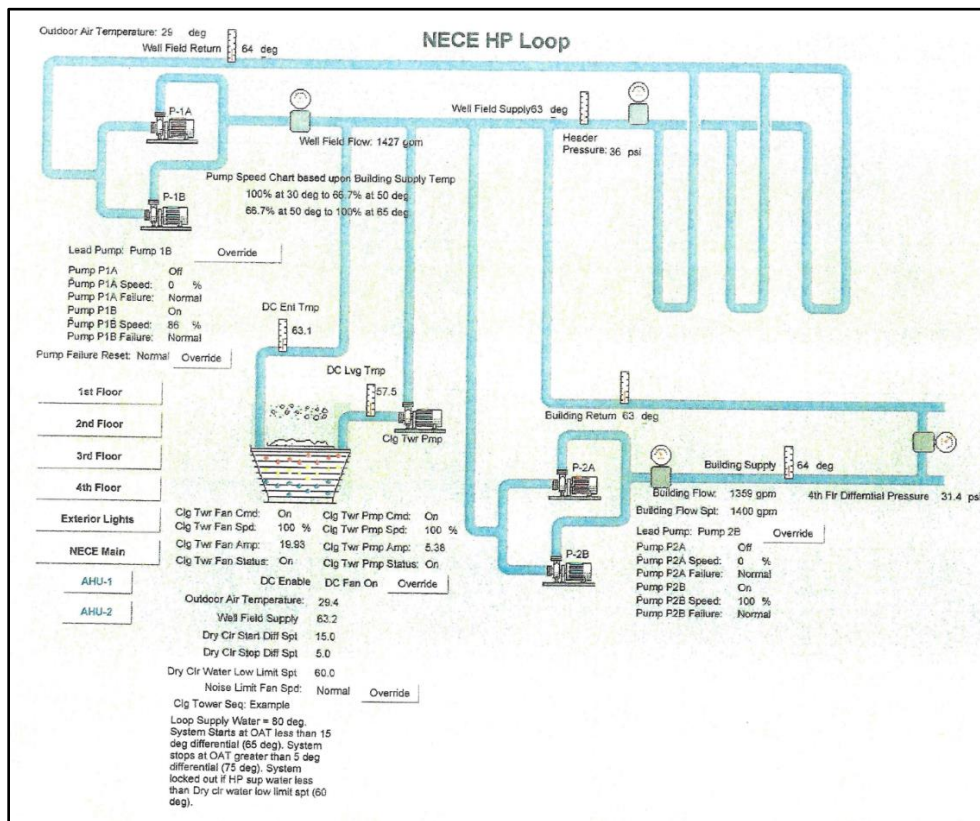 NECE HP Loop
Outdoor Air Temperature: 29 deg
Well Field Return 64 deg
P-1A
P-1B
Well Field Flow: 1427 gpm
Well Field Supply 63 deg
Header
Pressure: 36 psi
Pump Speed Chart based upon Building Supply Temp
100% at 30 deg to 66.7% at 50 deg
66.7% at 50 deg to 100% at 65 deg
Lead Pump: Pump 1B Override
Pump P1A Off
Pump P1A Speed: 0 %
Pump P1A Failure: Normal
Pump P1B On
Pump P1B Speed: 86 %
Pump P1B Failure: Normal
Pump Failure Reset: Normal Override
DC Ent Tmp
63.1
DC Lvg Tmp
57.5
Clg Twr Pmp
1st Floor
2nd Floor
3rd Floor
4th Floor
Exterior Lights
NECE Main
AHU-1
AHU-2
Clg Twr Fan Cmd: On
Clg Twr Fan Spd: 100 %
Clg Twr Fan Amp: 19.93
Clg Twr Fan Status: On
Clg Twr Pmp Cmd: On
Clg Twr Pmp Spd: 100 %
Clg Twr Pmp Amp: 5.38
Clg Twr Pmp Status: On
DC Enable DC Fan On Override
Outdoor Air Temperature: 29.4
Well Field Supply 63.2
Dry Clr Start Diff Spt 15.0
Dry Clr Stop Diff Spt 5.0
Dry Clr Water Low Limit Spt 60.0
Noise Limit Fan Spd: Normal Override
Clg Tower Seq: Example
Loop Supply Water = 80 deg.
System Starts at OAT less than 15
deg differential (65 deg). System
stops at OAT greater than 5 deg
differential (75 deg). System
locked out if HP sup water less
than Dry clr water low limit spt (60
deg).
Building Return 63 deg
P-2A
P-2B
Building Supply 64 deg
Building Flow: 1359 gpm
Building Flow Spt: 1400 gpm
4th Flr Differntial Pressure 31.4 psi
Lead Pump: Pump 2B Override
Pump P2A Off
Pump P2A Speed: 0 %
Pump P2A Failure: Normal
Pump P2B On
Pump P2B Speed: 100 %
Pump P2B Failure: Normal